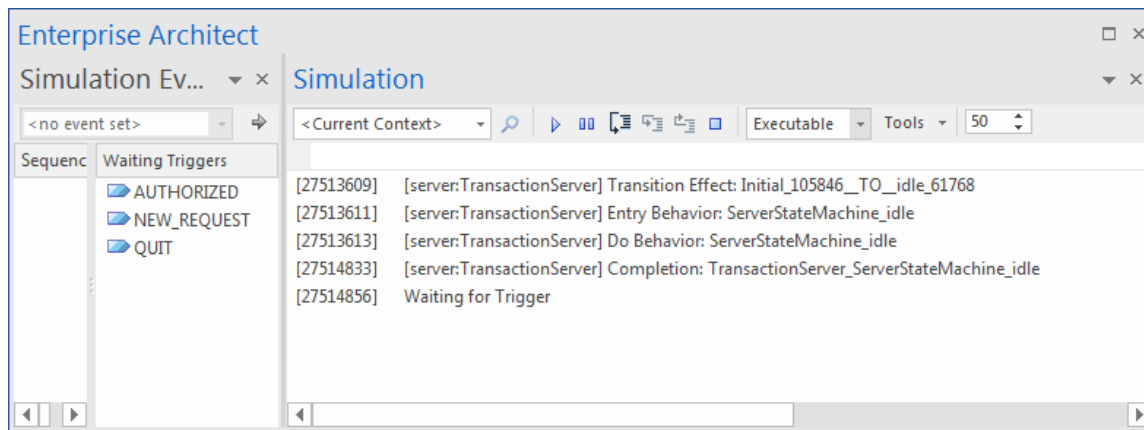 Enterprise Architect
Simulation Ev...
Simulation
<no event set>
<Current Context>
Executable
Tools
50
Sequenc
Waiting Triggers
AUTHORIZED
NEW_REQUEST
QUIT
[27513609] [server:TransactionServer] Transition Effect: Initial_105846__TO__idle_61768
[27513611] [server:TransactionServer] Entry Behavior: ServerStateMachine_idle
[27513613] [server:TransactionServer] Do Behavior: ServerStateMachine_idle
[27514833] [server:TransactionServer] Completion: TransactionServer_ServerStateMachine_idle
[27514856] Waiting for Trigger